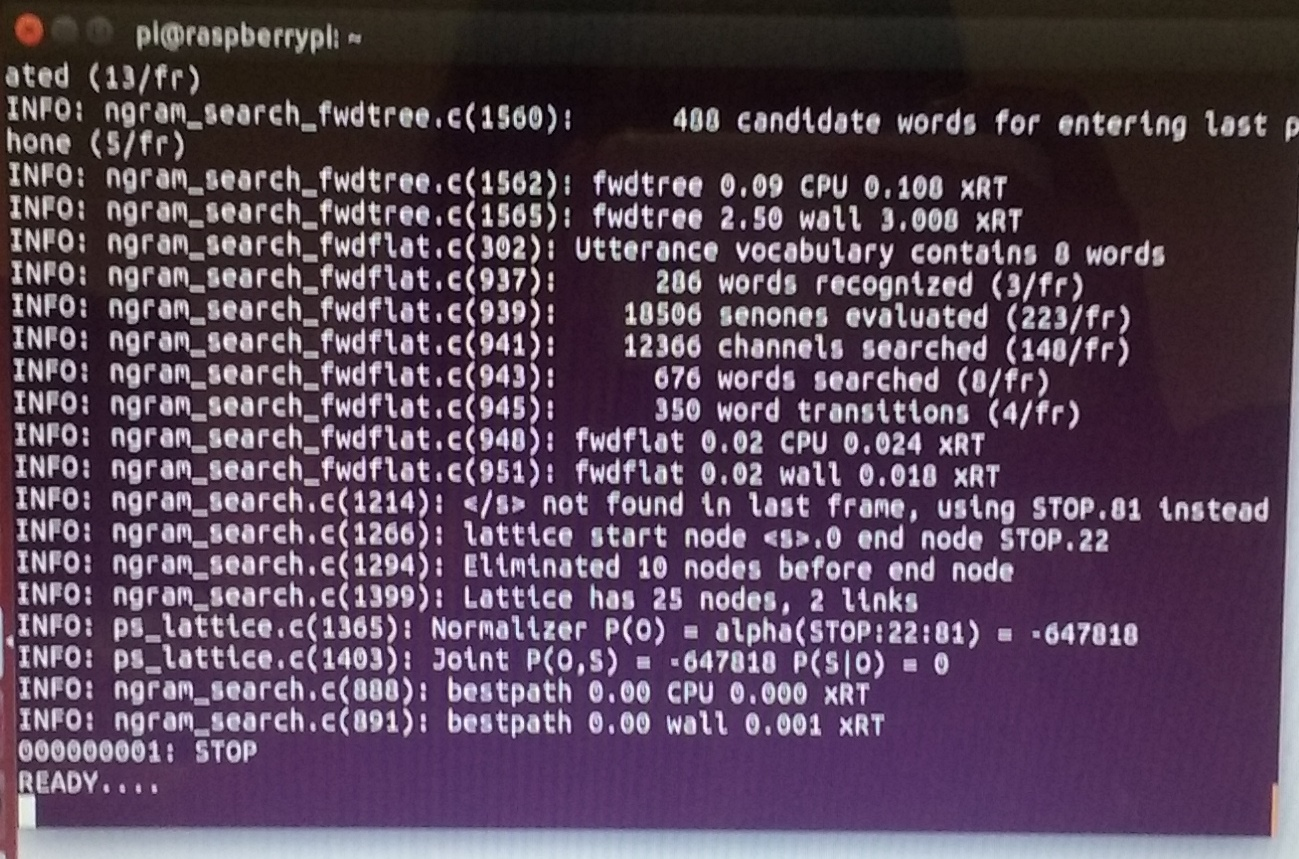 pi@raspberrypi: ~
ated (13/fr)
INFO: ngram_search_fwdtree.c(1560):      488 candidate words for entering last p
hone (5/fr)
INFO: ngram_search_fwdtree.c(1562): fwdtree 0.09 CPU 0.108 xRT
INFO: ngram_search_fwdtree.c(1565): fwdtree 2.50 wall 3.008 xRT
INFO: ngram_search_fwdflat.c(302): Utterance vocabulary contains 8 words
INFO: ngram_search_fwdflat.c(937):      286 words recognized (3/fr)
INFO: ngram_search_fwdflat.c(939):    18506 senones evaluated (223/fr)
INFO: ngram_search_fwdflat.c(941):    12366 channels searched (148/fr)
INFO: ngram_search_fwdflat.c(943):      676 words searched (8/fr)
INFO: ngram_search_fwdflat.c(945):      350 word transitions (4/fr)
INFO: ngram_search_fwdflat.c(948): fwdflat 0.02 CPU 0.024 xRT
INFO: ngram_search_fwdflat.c(951): fwdflat 0.02 wall 0.018 xRT
INFO: ngram_search.c(1214): </s> not found in last frame, using STOP.81 instead
INFO: ngram_search.c(1266): lattice start node <s>.0 end node STOP.22
INFO: ngram_search.c(1294): Eliminated 10 nodes before end node
INFO: ngram_search.c(1399): Lattice has 25 nodes, 2 links
INFO: ps_lattice.c(1365): Normalizer P(O) = alpha(STOP:22:81) = -647818
INFO: ps_lattice.c(1403): Joint P(O,S) = -647818 P(S|O) = 0
INFO: ngram_search.c(888): bestpath 0.00 CPU 0.000 xRT
INFO: ngram_search.c(891): bestpath 0.00 wall 0.001 xRT
000000001: STOP
READY....